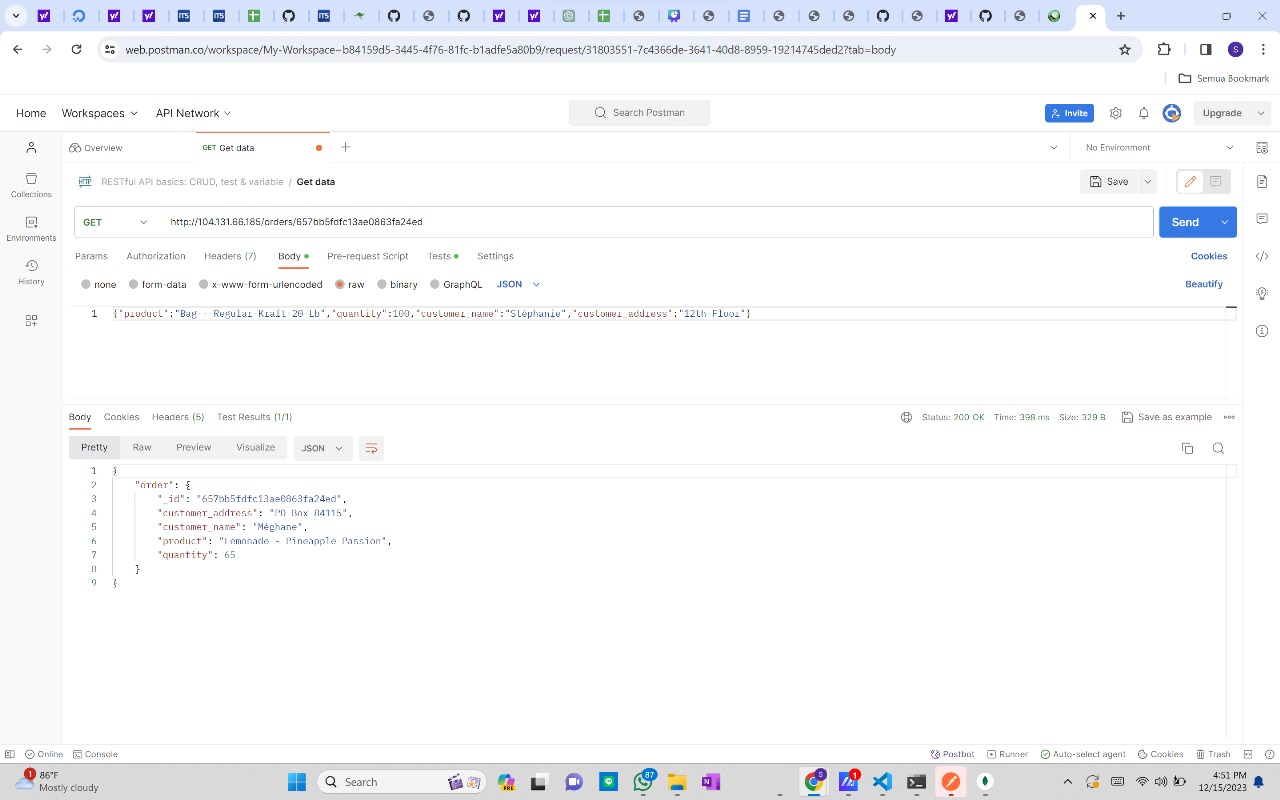 web.postman.co/workspace/My-Workspace~b84159d5-3445-4f76-81fc-b1adfe5a80b9/request/31803551-7c4366de-3641-40d8-8959-19214745ded2?tab=body
S
Semua Bookmark
Home Workspaces API Network Search Postman Invite Upgrade
Overview GET Get data No Environment
HTTP RESTful API basics: CRUD, test & variable / Get data Save
Collections
Environments
History
GET http://104.131.66.185/orders/657bb5fdfc13ae0863fa24ed Send
Params Authorization Headers (7) Body Pre-request Script Tests Settings Cookies
none form-data x-www-form-urlencoded raw binary GraphQL JSON Beautify
1 {"product":"Bag - Regular Kraft 20 Lb","quantity":100,"customer_name":"Stéphanie","customer_address":"12th Floor"}
Body Cookies Headers (5) Test Results (1/1) Status: 200 OK Time: 398 ms Size: 329 B Save as example
Pretty Raw Preview Visualize JSON
1 {
2 "order": {
3 "_id": "657bb5fdfc13ae0863fa24ed",
4 "customer_address": "PO Box 84115",
5 "customer_name": "Méghane",
6 "product": "Lemonade - Pineapple Passion",
7 "quantity": 65
8 }
9 }
Online Console Postbot Runner Auto-select agent Cookies Trash
1 86°F
Mostly cloudy
Search PRE 87 S 1
4:51 PM
12/15/2023